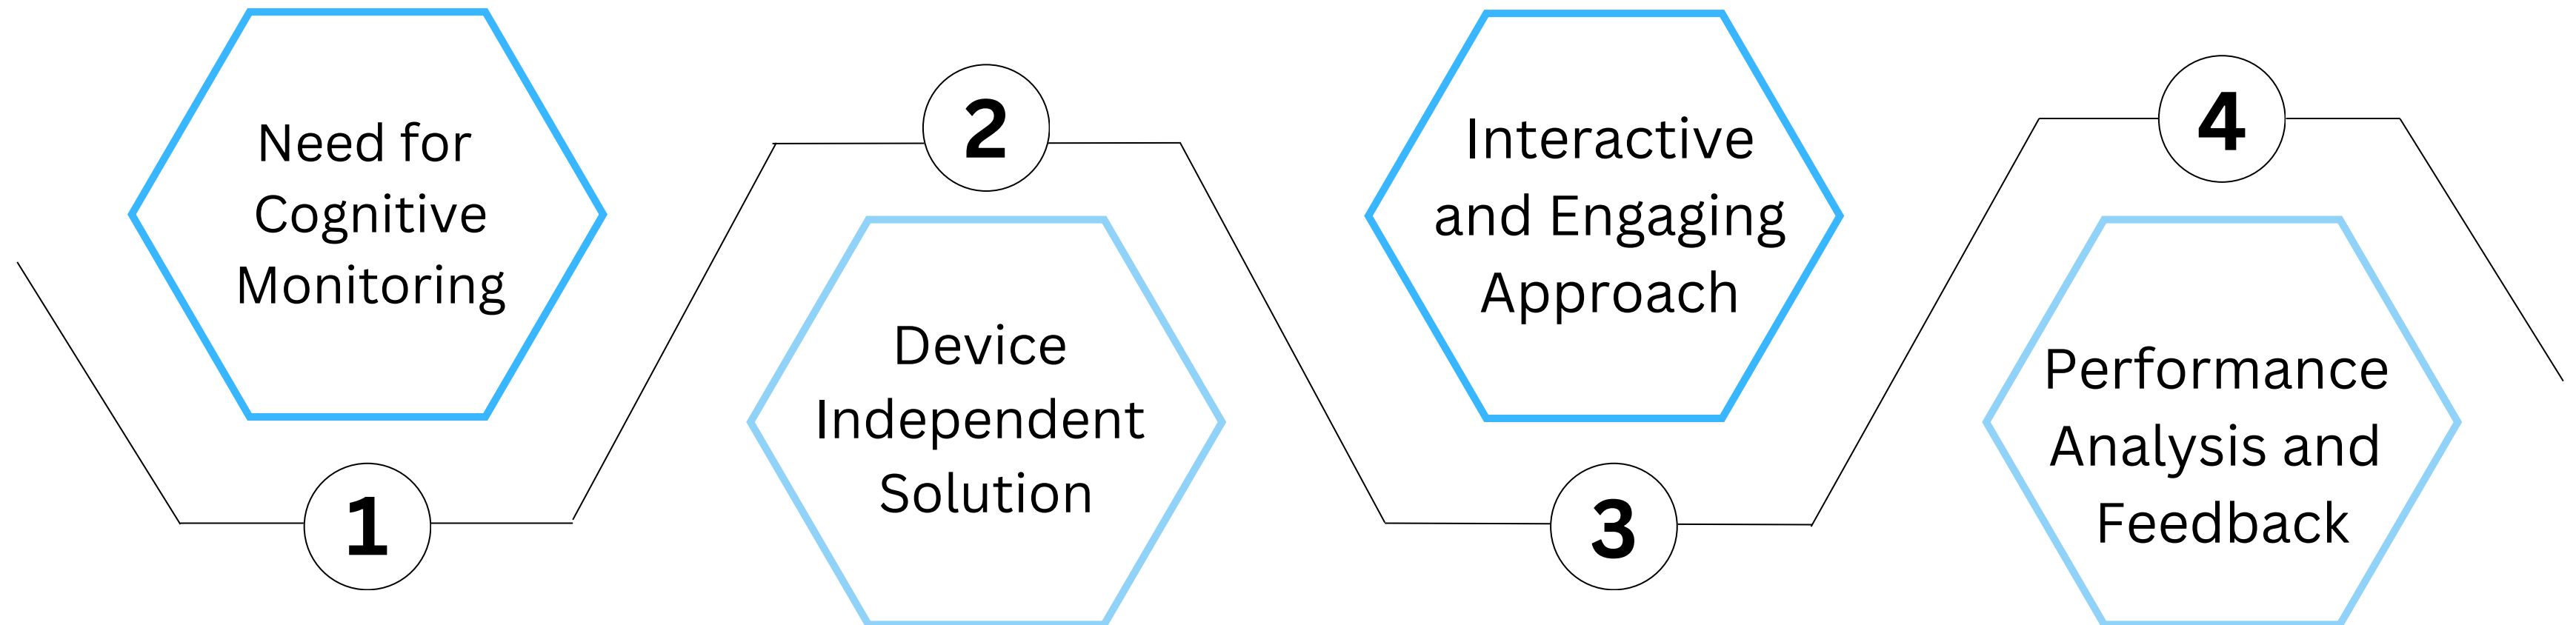 Need for
Cognitive
Monitoring
1
2
Device
Independent
Solution
Interactive
and Engaging
Approach
3
4
Performance
Analysis and
Feedback